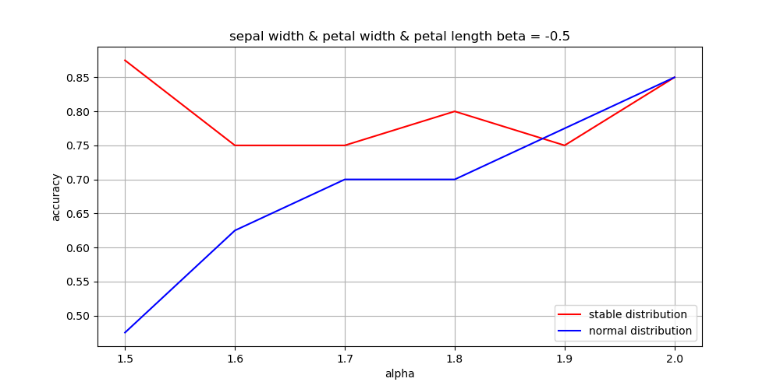 sepal width & petal width & petal length beta = -0.5
accuracy
0.85
0.80
0.75
0.70
0.65
0.60
0.55
0.50
stable distribution
normal distribution
1.5 1.6 1.7 1.8 1.9 2.0
alpha